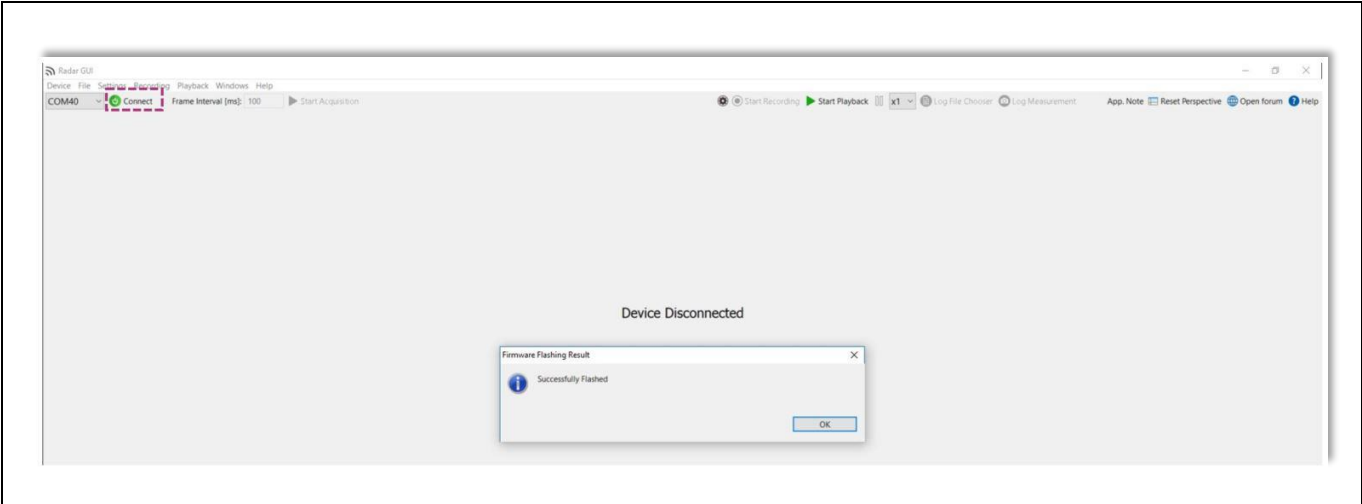 Radar GUI
Device File Settings Recording Playback Windows Help
COM40 Connect Frame Interval [ms]: 100 Start Acquisition Start Recording Start Playback x1 Log File Chooser Log Measurement App. Note Reset Perspective Open forum Help
Device Disconnected
Firmware Flashing Result
Successfully Flashed
OK